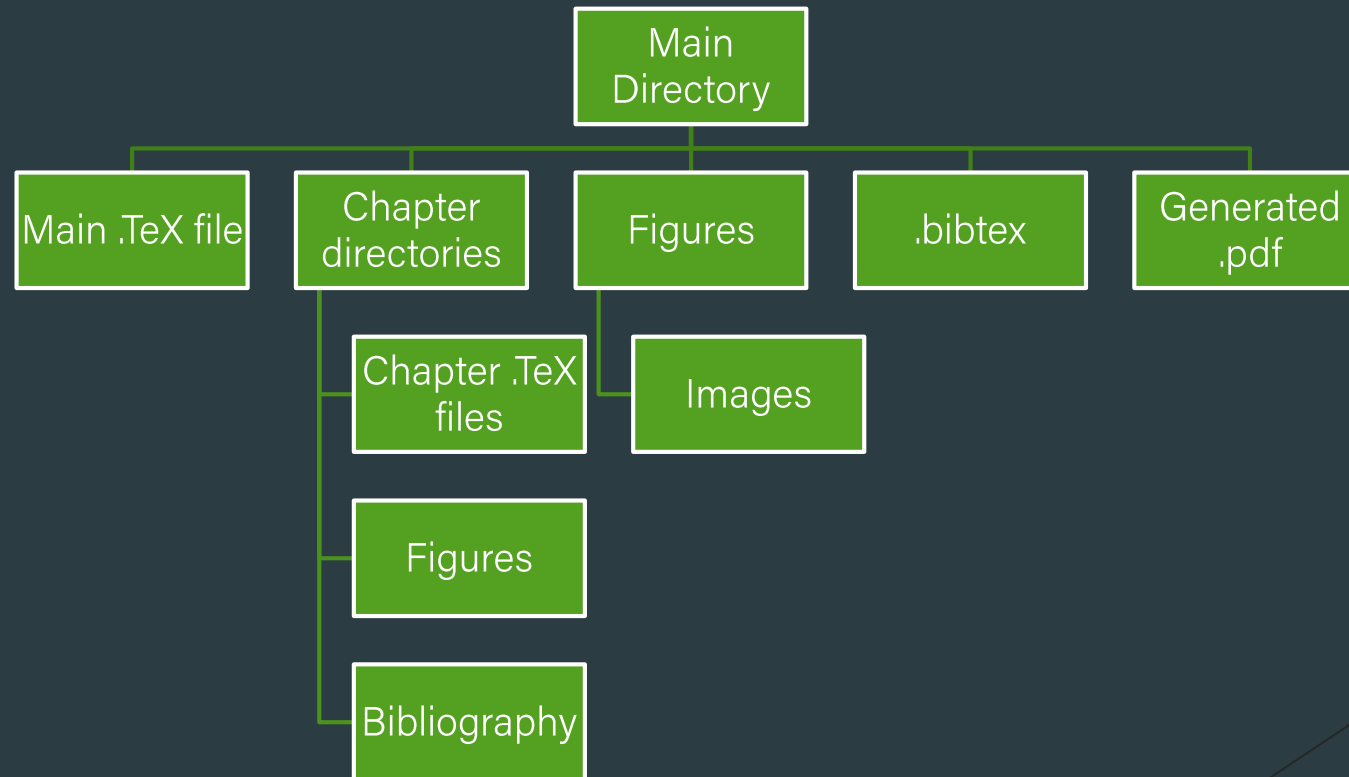 Main
Directory
Main .TeX file
Chapter
directories
Figures
.bibtex
Generated
.pdf
Chapter .TeX
files
Images
Figures
Bibliography